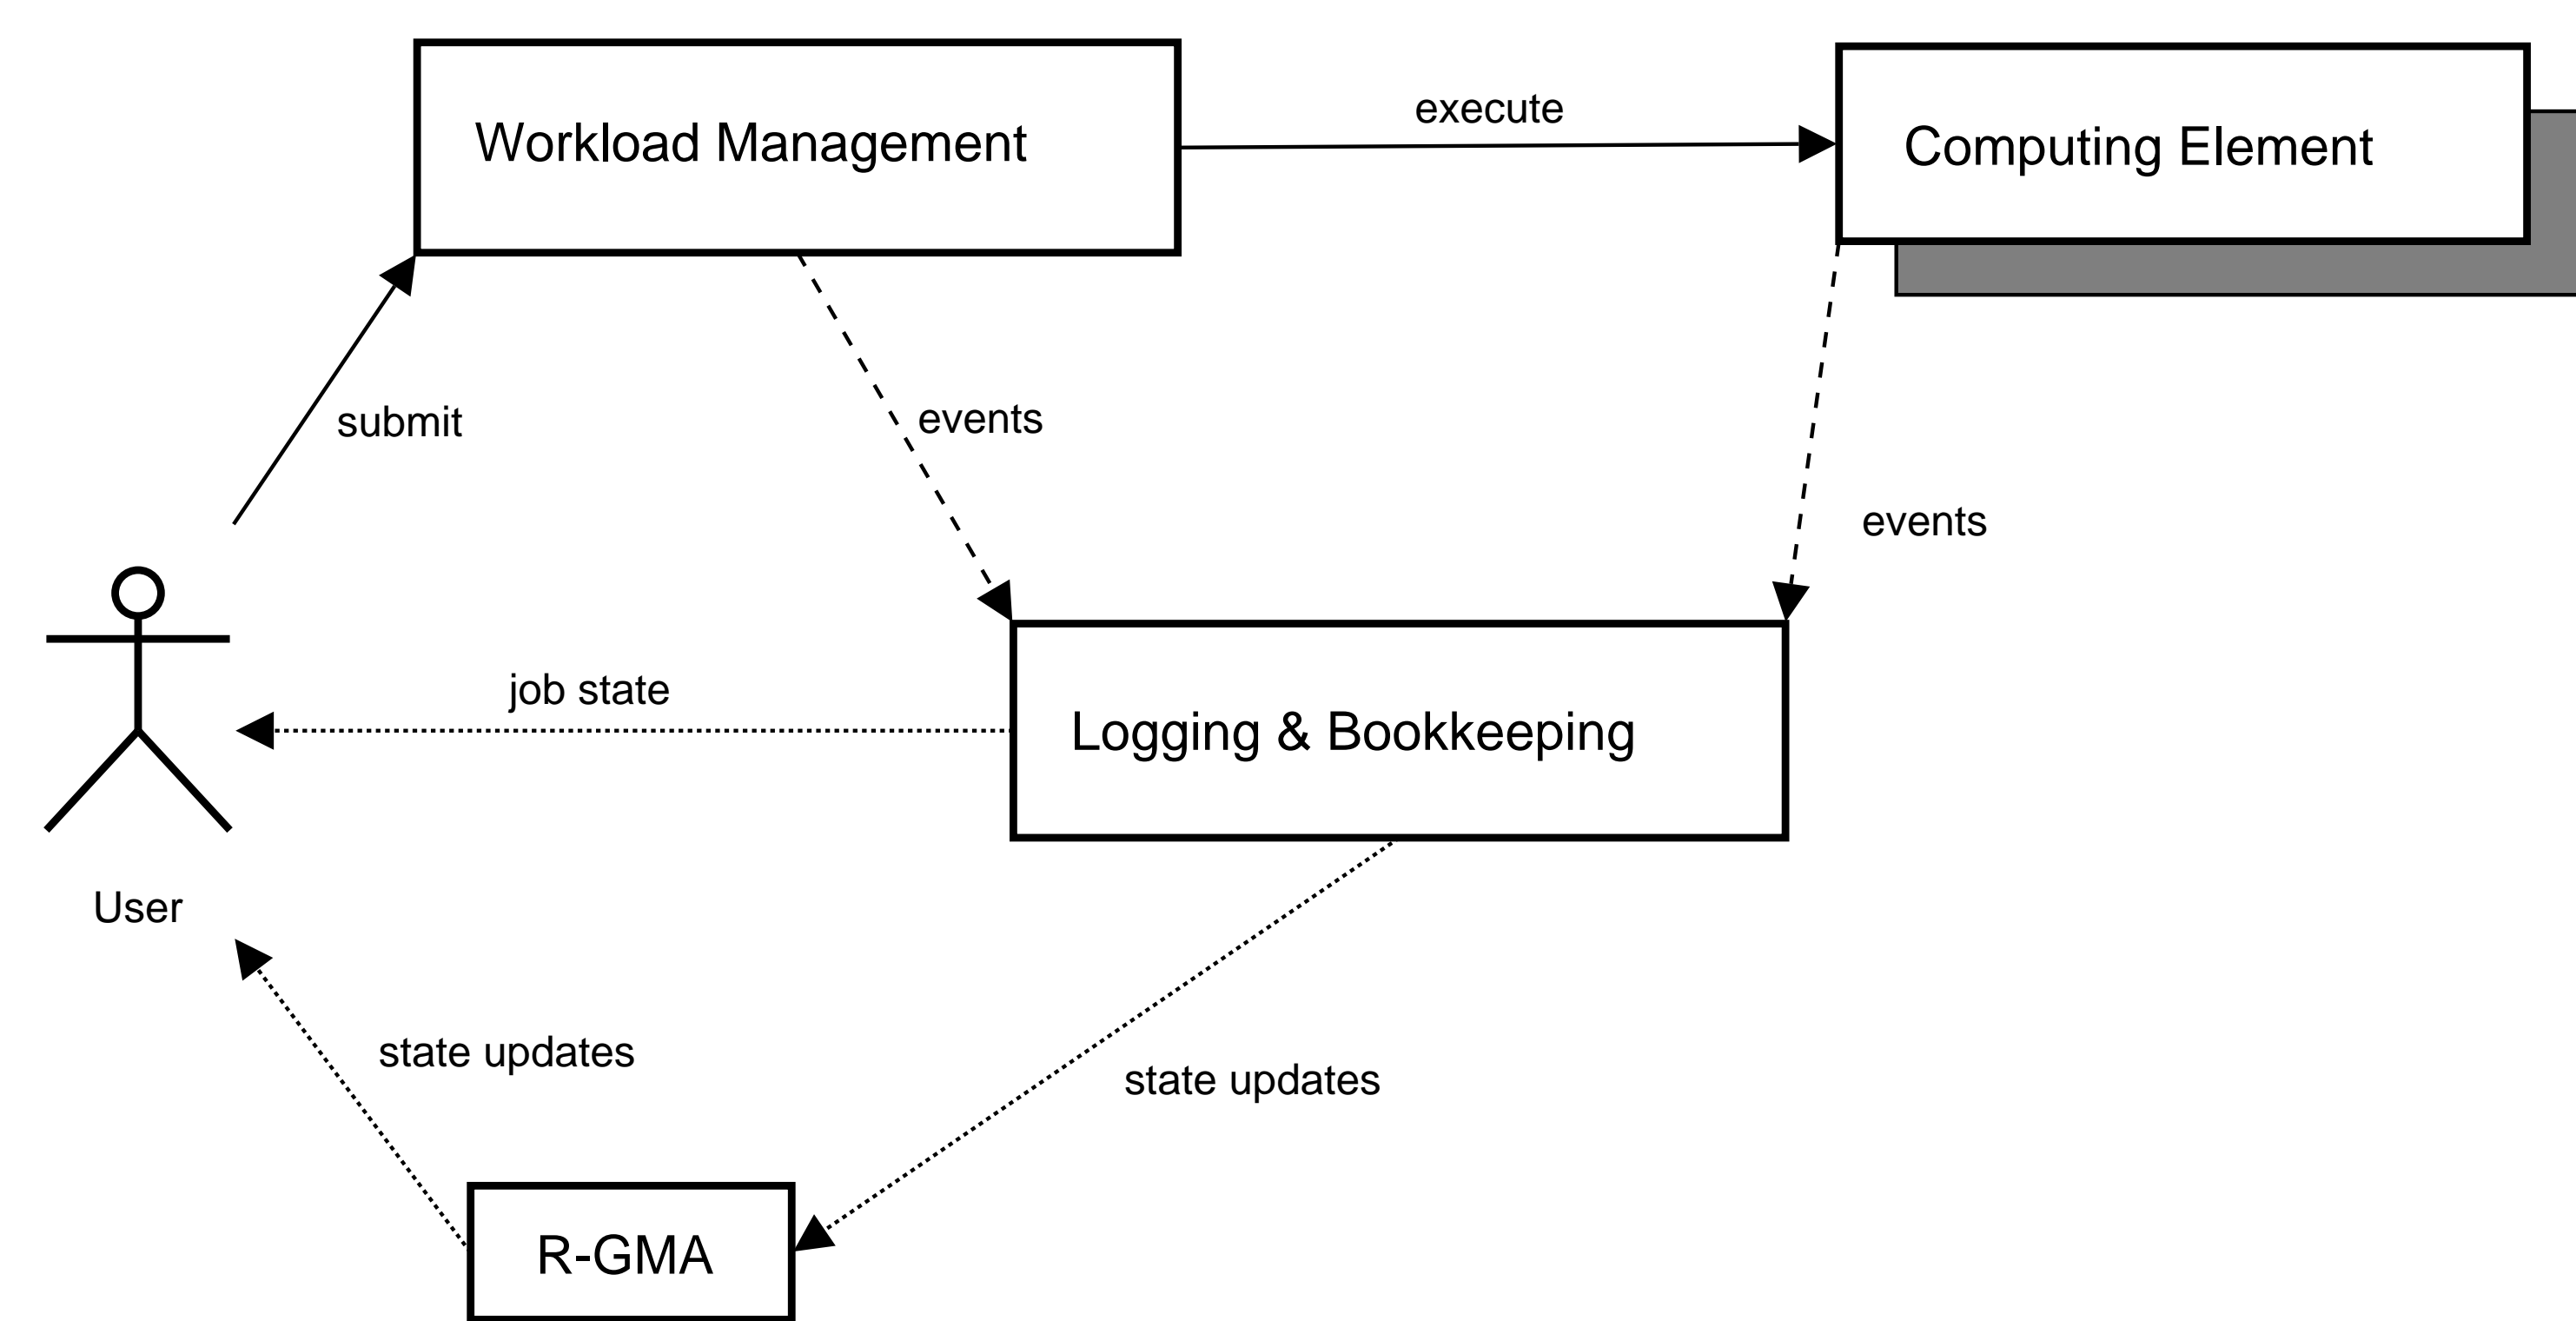 Workload Management
execute
Computing Element
submit
events
events
job state
Logging & Bookkeeping
User
state updates
state updates
R-GMA